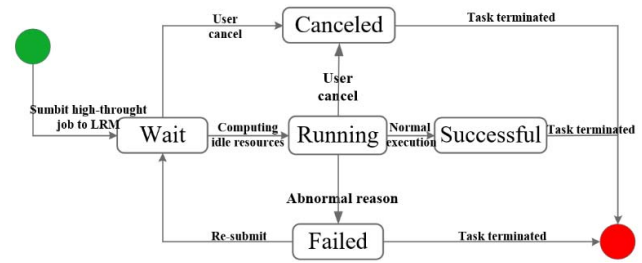 User
cancel
Canceled
Task terminated
Sumbit high-throught
job to LRM
Wait
Computing
idle resources
User
cancel
Running
Normal
execution
Successful
Task terminated
Abnormal reason
Re-submit
Failed
Task terminated